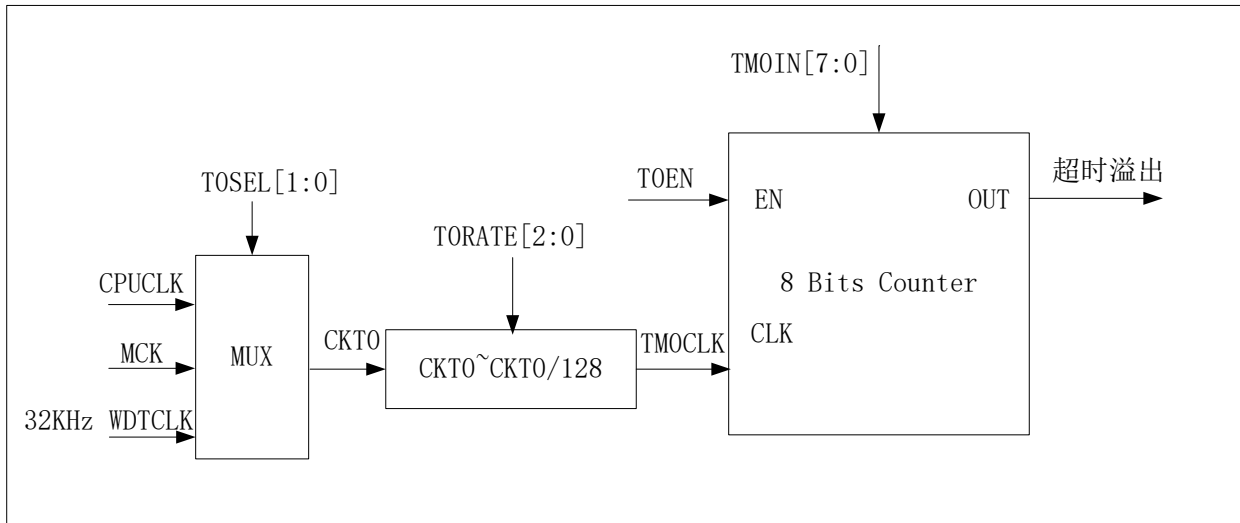 TMOIN[7:0]
TOEN
EN
OUT
超时溢出
TOSEL[1:0]
TORATE[2:0]
CPUCLK
8 Bits Counter
MCK
MUX
CKTO
CKTO~CKTO/128
TMOCLK
CLK
32KHz WDTCLK